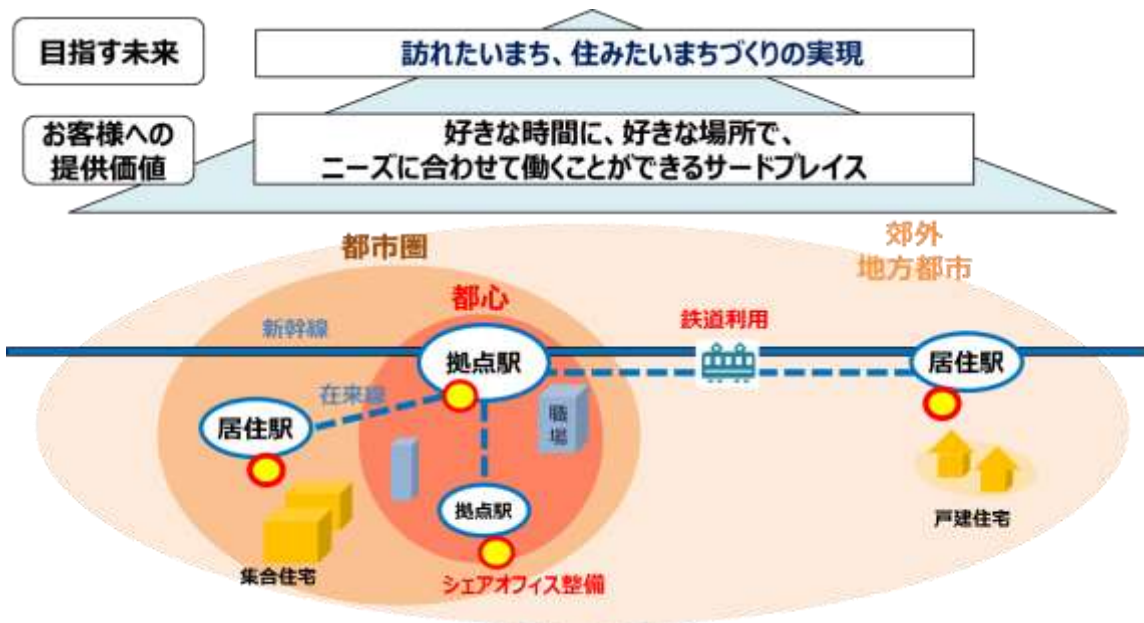 目指す未来
訪れたいまち、住みたいまちづくりの実現
お客様への
提供価値
好きな時間に、好きな場所で、
ニーズに合わせて働くことができるサードプレイス
都市圏
郊外
地方都市
都心
新幹線
鉄道利用
拠点駅
居住駅
在来線
居住駅
職
場
拠点駅
戸建住宅
集合住宅
シェアオフィス整備